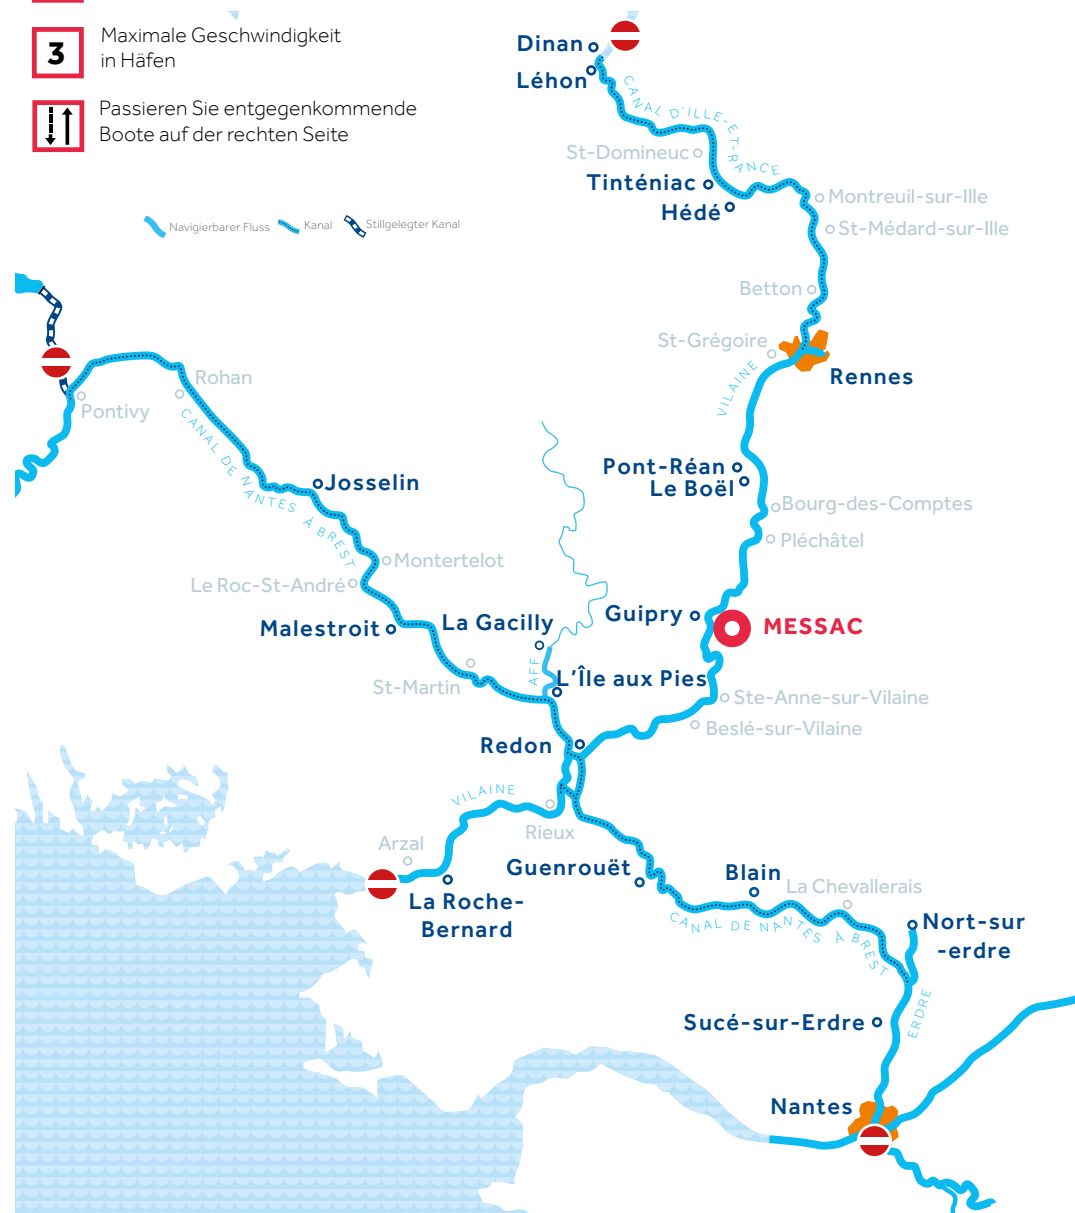 3
Maximale Geschwindigkeit
in Häfen
Passieren Sie entgegenkommende
Boote auf der rechten Seite
Navigierbarer Fluss
Kanal
Stillgelegter Kanal
Dinan
Léhon
CANAL D'ILLE-ET-RANCE
St-Domineuc
Tinténiac
Hédé
Montreuil-sur-Ille
St-Médard-sur-Ille
Betton
St-Grégoire
Rennes
VILAINE
Rohan
Pontivy
CANAL DE NANTES À BREST
Josselin
Pont-Réan
Le Boël
Bourg-des-Comptes
Pléchâtel
Montertelot
Le Roc-St-André
Guipry
MESSAC
Malestroit
La Gacilly
AFF
L'Île aux Pies
St-Martin
Ste-Anne-sur-Vilaine
Beslé-sur-Vilaine
Redon
VILAINE
Rieux
Arzal
Guenrouët
Blain
La Chevallerais
La Roche-
Bernard
CANAL DE NANTES À BREST
Nort-sur
-erdre
ERDRE
Sucé-sur-Erdre
Nantes